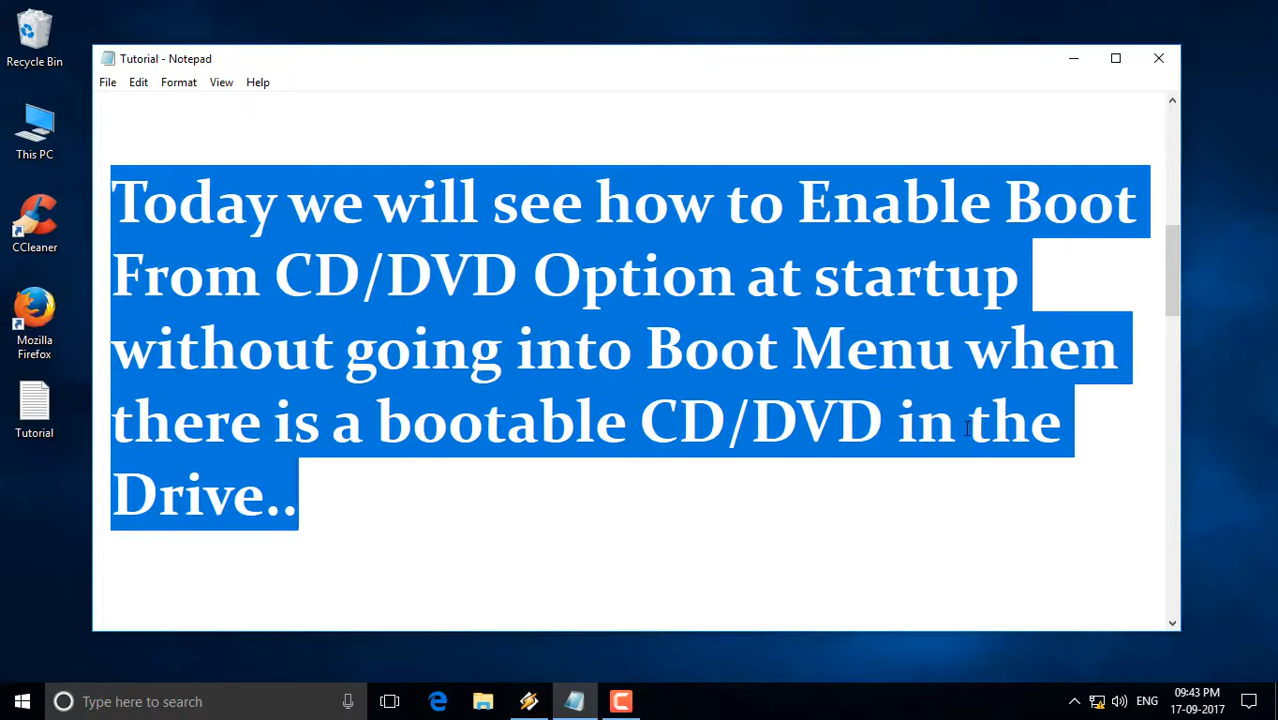 Recycle Bin
This PC
CCleaner
Mozilla
Firefox
Tutorial
Tutorial - Notepad
File Edit Format View Help
Today we will see how to Enable Boot
From CD/DVD Option at startup
without going into Boot Menu when
there is a bootable CD/DVD in the
Drive..
Type here to search
ENG
09:43 PM
17-09-2017